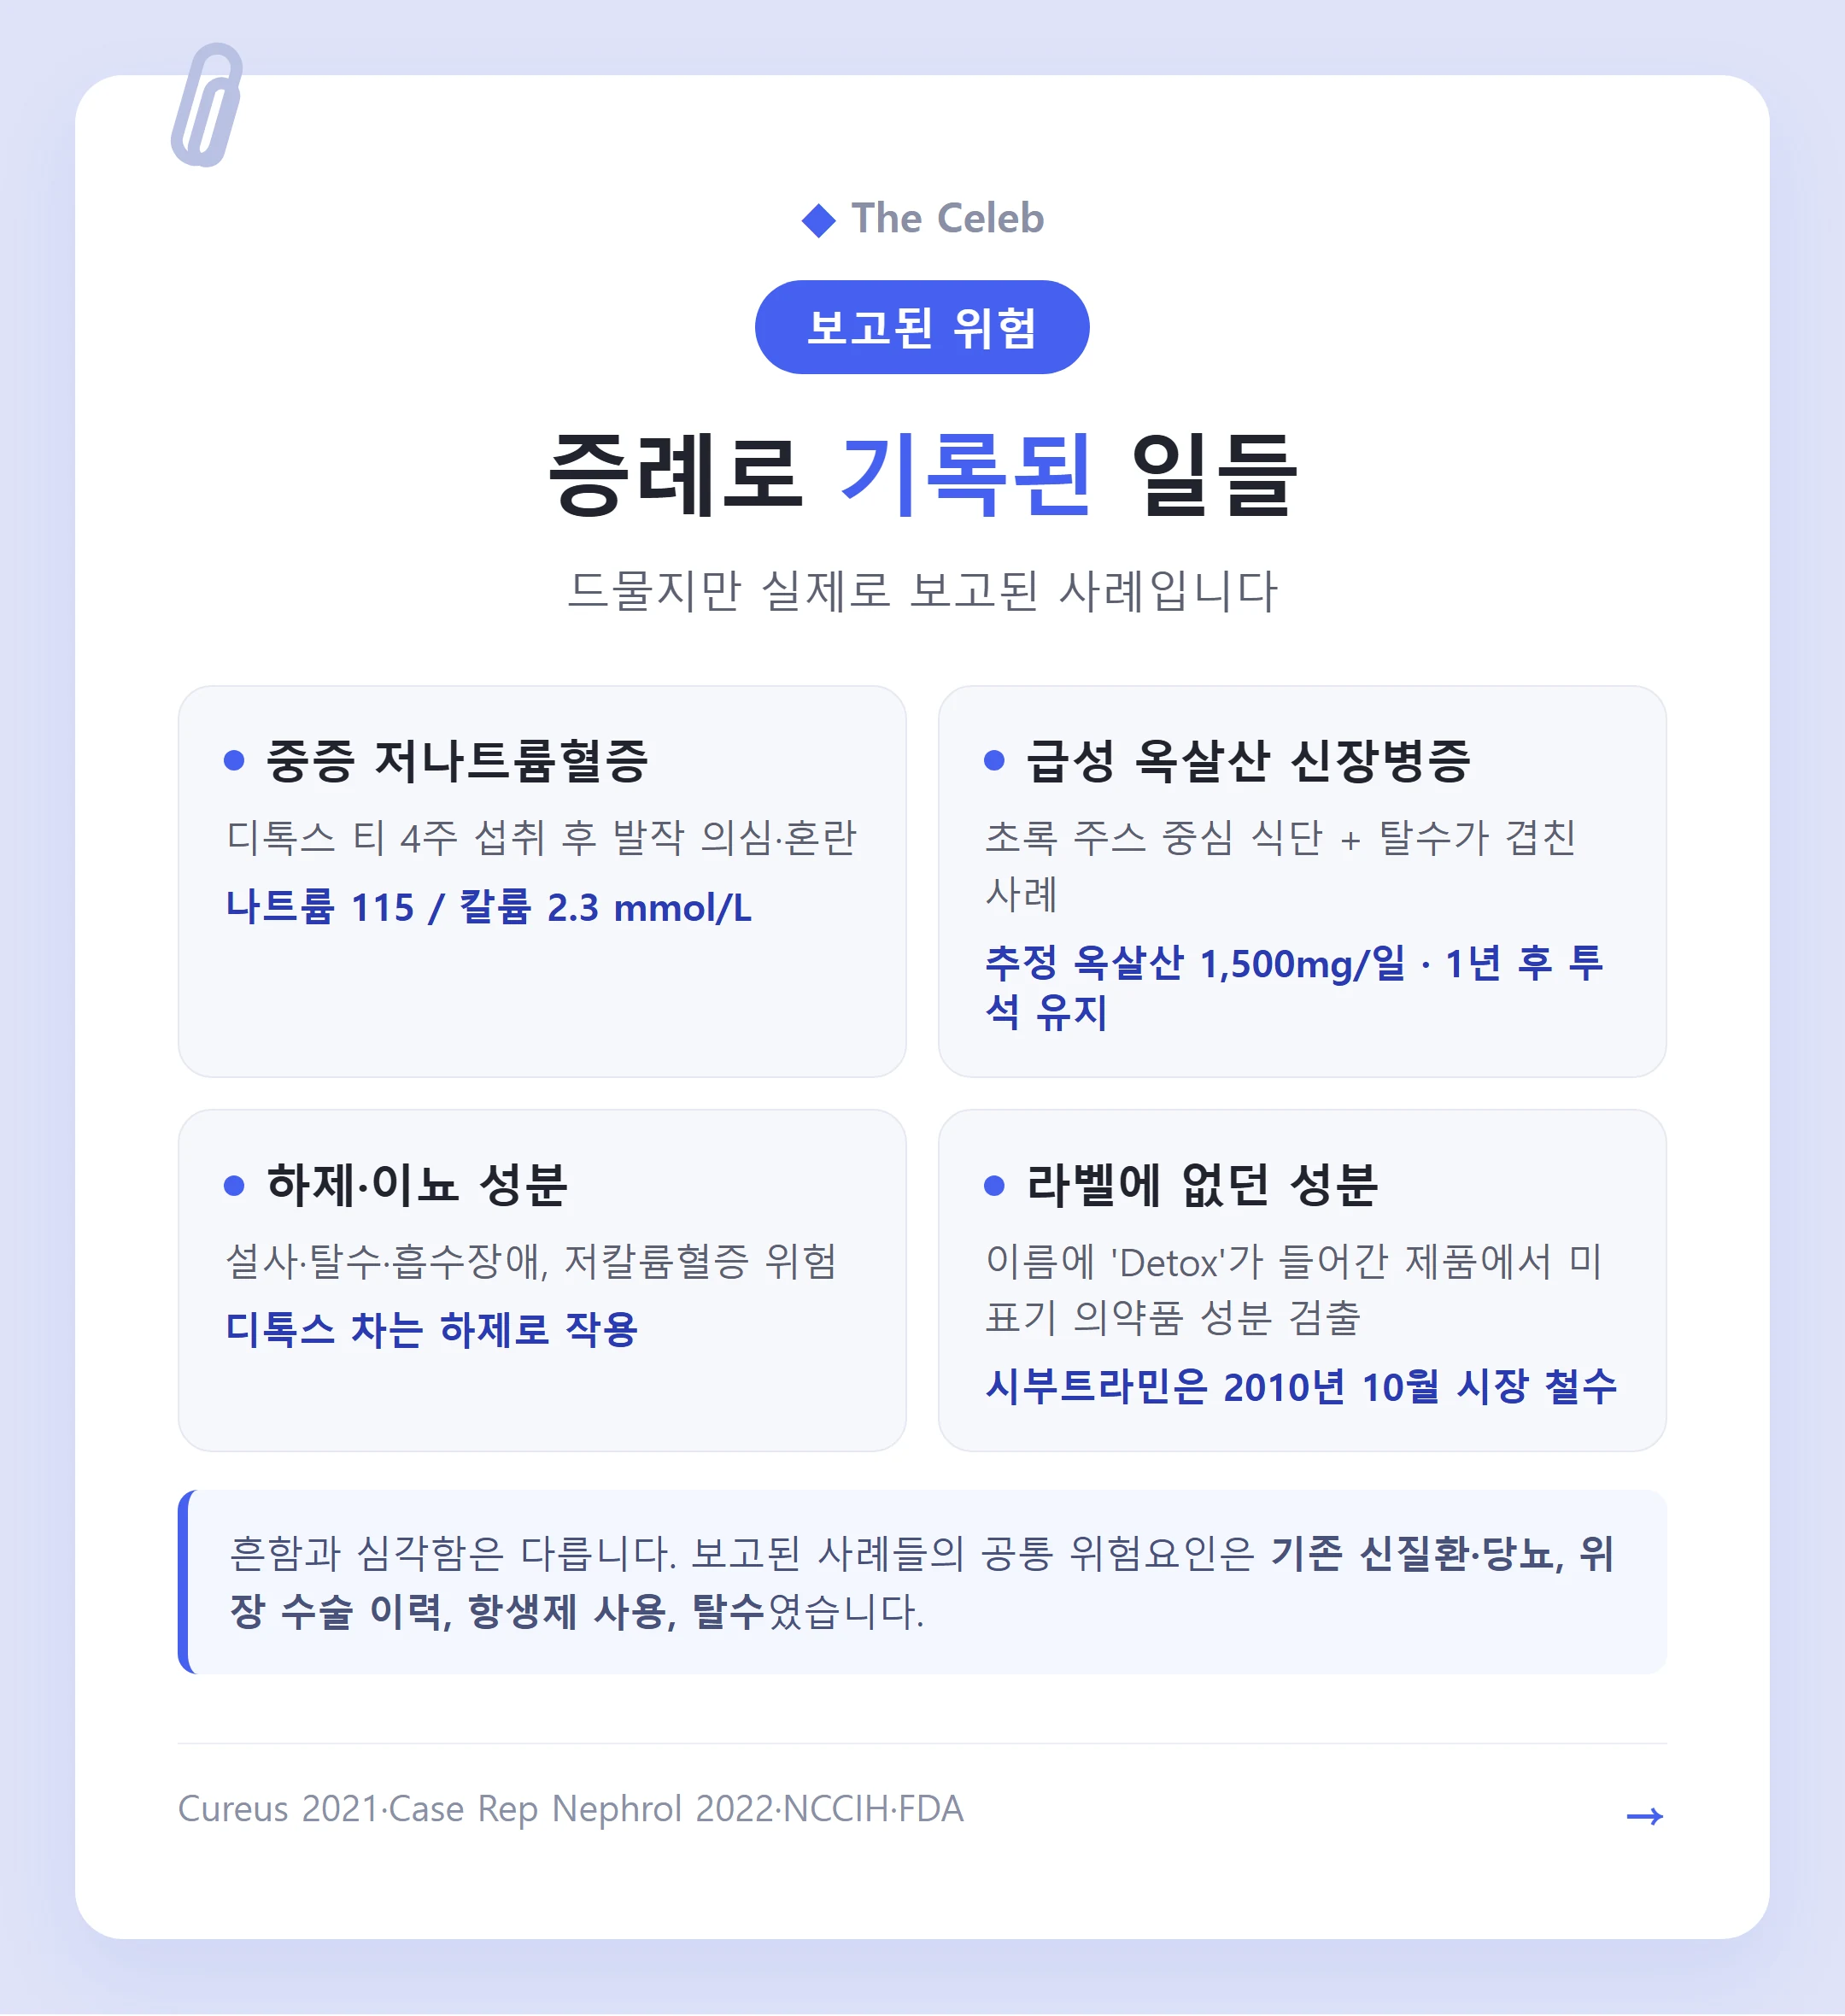 The Celeb
보고된 위험
증례로 기록된 일들
드물지만 실제로 보고된 사례입니다
중증 저나트륨혈증
디톡스 티 4주 섭취 후 발작 의심·혼란
나트륨 115 / 칼륨 2.3 mmol/L
급성 옥살산 신장병증
초록 주스 중심 식단 + 탈수가 겹친
사례
추정 옥살산 1,500mg/일 · 1년 후 투
석 유지
하제·이뇨 성분
설사·탈수·흡수장애, 저칼륨혈증 위험
디톡스 차는 하제로 작용
라벨에 없던 성분
이름에 'Detox'가 들어간 제품에서 미
표기 의약품 성분 검출
시부트라민은 2010년 10월 시장 철수
흔함과 심각함은 다릅니다. 보고된 사례들의 공통 위험요인은 기존 신질환·당뇨, 위
장 수술 이력, 항생제 사용, 탈수였습니다.
Cureus 2021·Case Rep Nephrol 2022·NCCIH·FDA
→